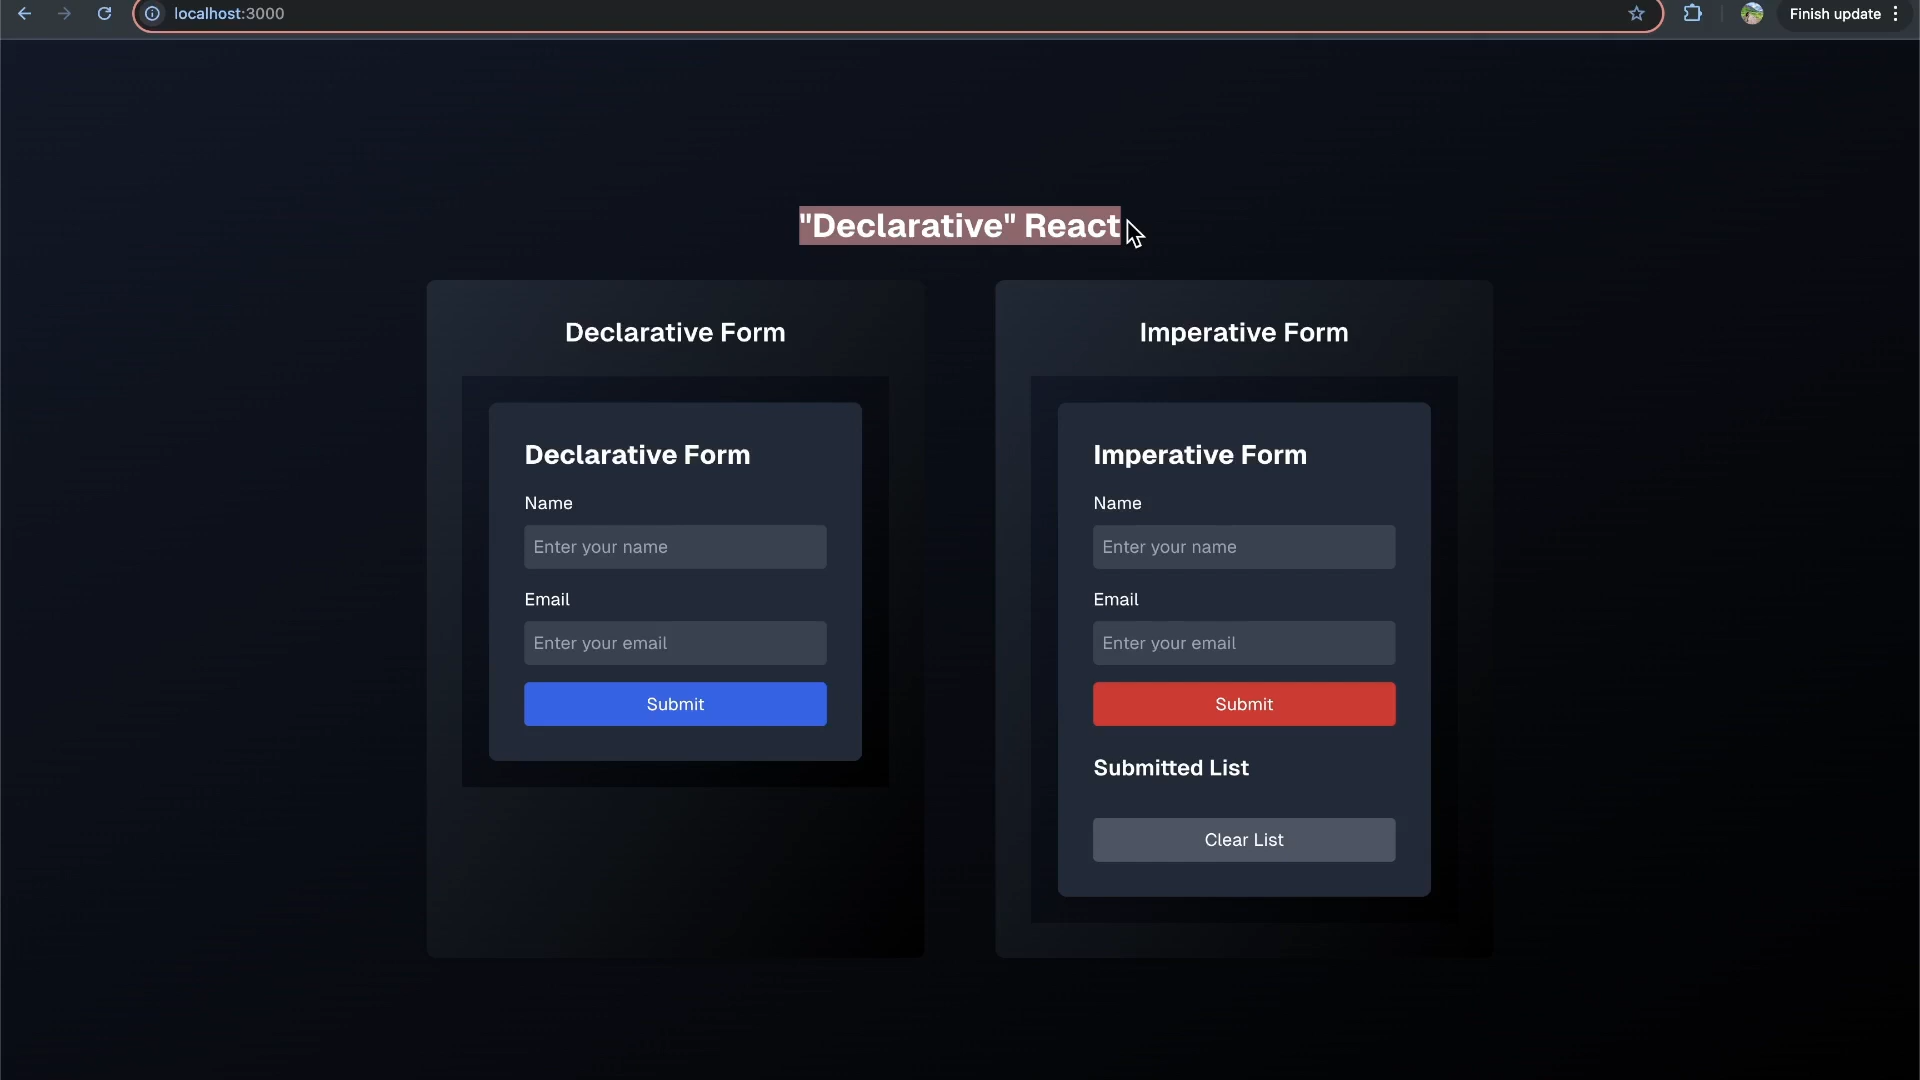 localhost:3000
Finish update
"Declarative" React
Declarative Form
Declarative Form
Name
Enter your name
Email
Enter your email
Submit
Imperative Form
Imperative Form
Name
Enter your name
Email
Enter your email
Submit
Submitted List
Clear List